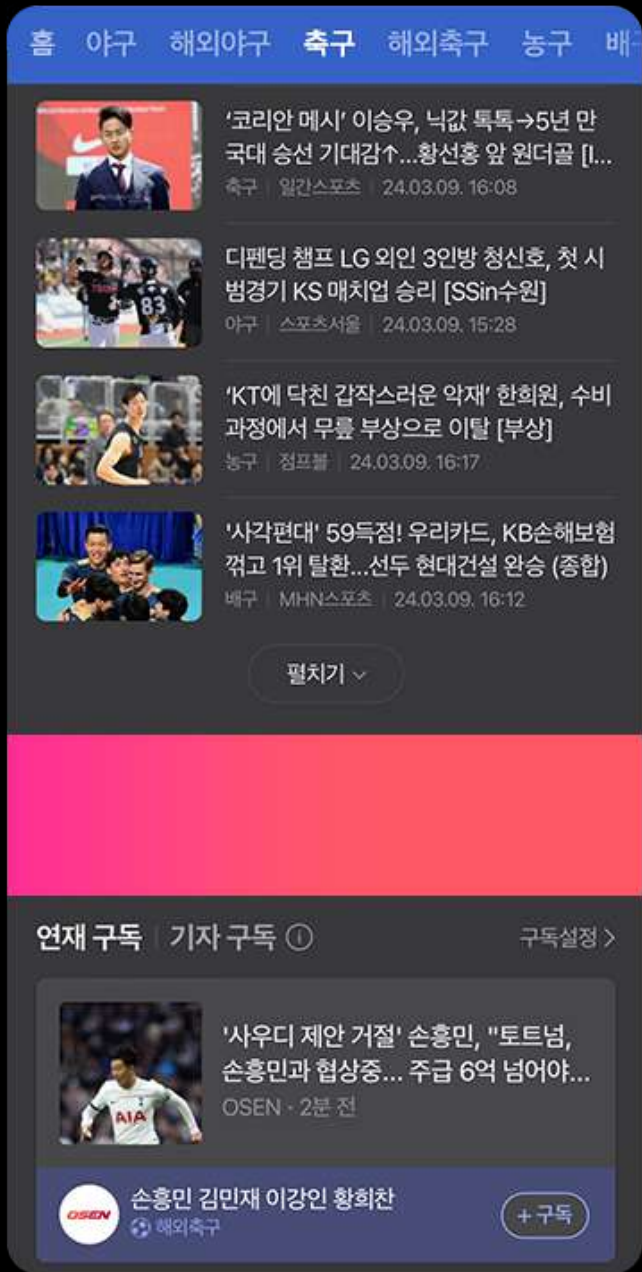 홈 야구 해외야구 축구 해외축구 농구 배구
‘코리안 메시’ 이승우, 닉값 톡톡→5년 만
국대 승선 기대감↑…황선홍 앞 원더골 [I...
축구 | 일간스포츠 | 24.03.09. 16:08
디펜딩 챔프 LG 외인 3인방 청신호, 첫 시
범경기 KS 매치업 승리 [SSin수원]
야구 | 스포츠서울 | 24.03.09. 15:28
‘KT에 닥친 갑작스러운 악재’ 한희원, 수비
과정에서 무릎 부상으로 이탈 [부상]
농구 | 점프볼 | 24.03.09. 16:17
83
'사각편대' 59득점! 우리카드, KB손해보험
꺾고 1위 탈환…선두 현대건설 완승 (종합)
배구 | MHN스포츠 | 24.03.09. 16:12
펼치기
연재 구독 | 기자 구독
구독설정 >
'사우디 제안 거절' 손흥민, "토트넘,
손흥민과 협상중... 주급 6억 넘어야...
OSEN · 2분 전
AIA
OSEN
손흥민 김민재 이강인 황희찬
해외축구
+ 구독